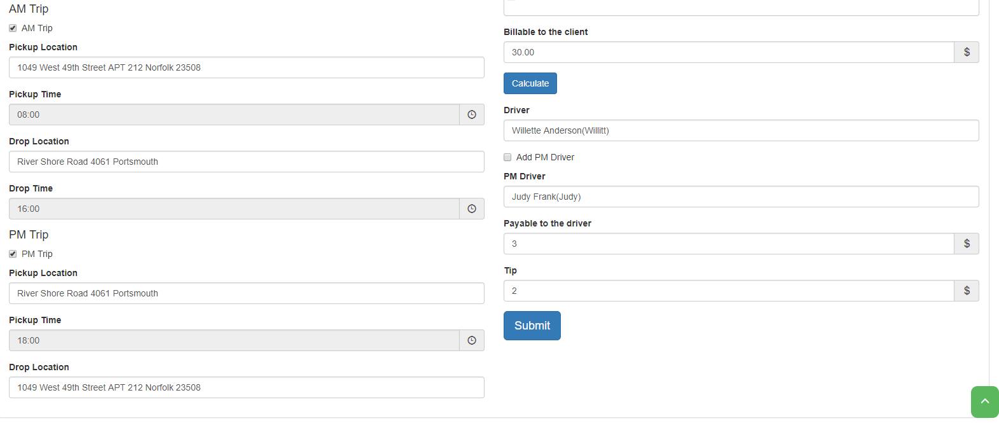 AM Trip
AM Trip
Pickup Location
1049 West 49th Street APT 212 Norfolk 23508
Pickup Time
08:00
Drop Location
River Shore Road 4061 Portsmouth
Drop Time
16:00
PM Trip
PM Trip
Pickup Location
River Shore Road 4061 Portsmouth
Pickup Time
18:00
Drop Location
1049 West 49th Street APT 212 Norfolk 23508
Billable to the client
30.00 $
Calculate
Driver
Willette Anderson(Willitt)
Add PM Driver
PM Driver
Judy Frank(Judy)
Payable to the driver
3 $
Tip
2 $
Submit